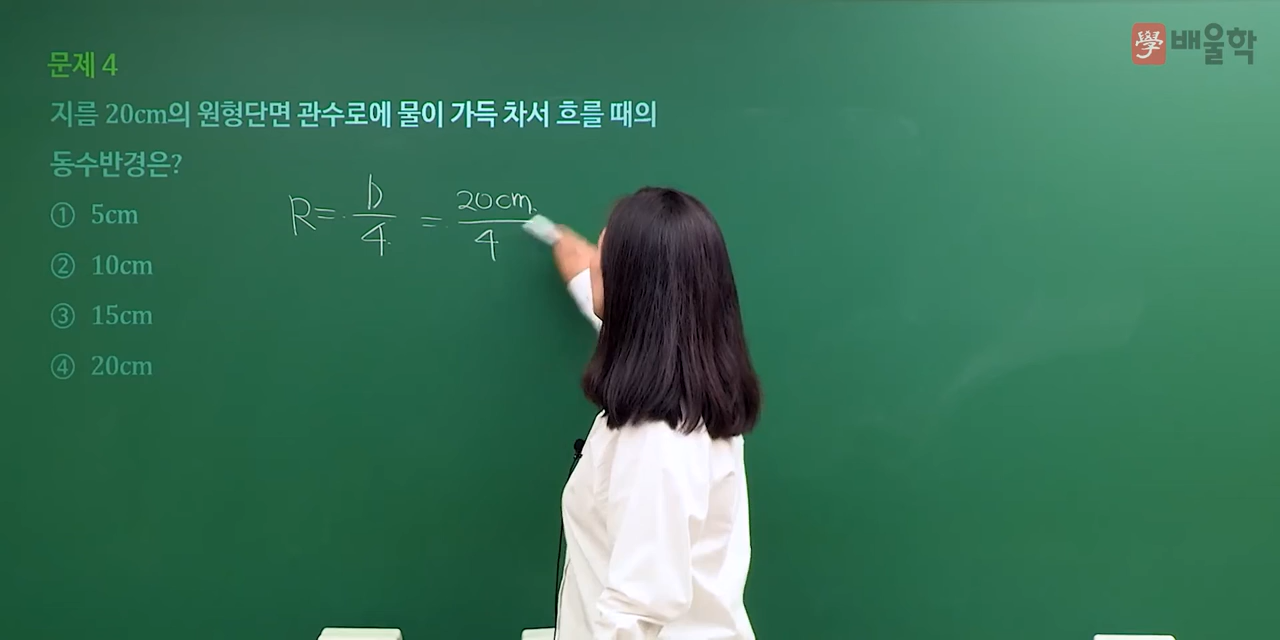 學 배울학
문제 4
지름 20cm의 원형단면 관수로에 물이 가득 차서 흐를 때의
동수반경은?
① 5cm
② 10cm
③ 15cm
④ 20cm
R = D/4 = 20cm/4